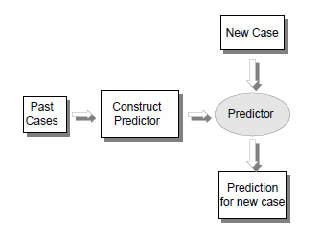 New Case
Past
Cases
Construct
Predictor
Predictor
Prediction
for new case